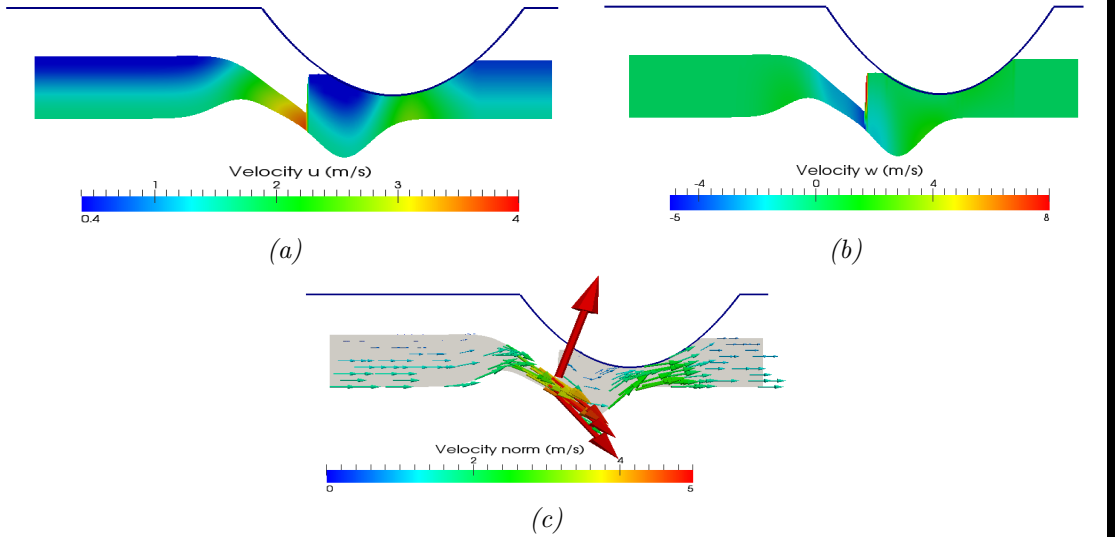 Velocity u (m/s)
1 2 3
0.4 4
(a)
Velocity w (m/s)
-4 0 4
-5 8
(b)
Velocity norm (m/s)
2 4
0 5
(c)